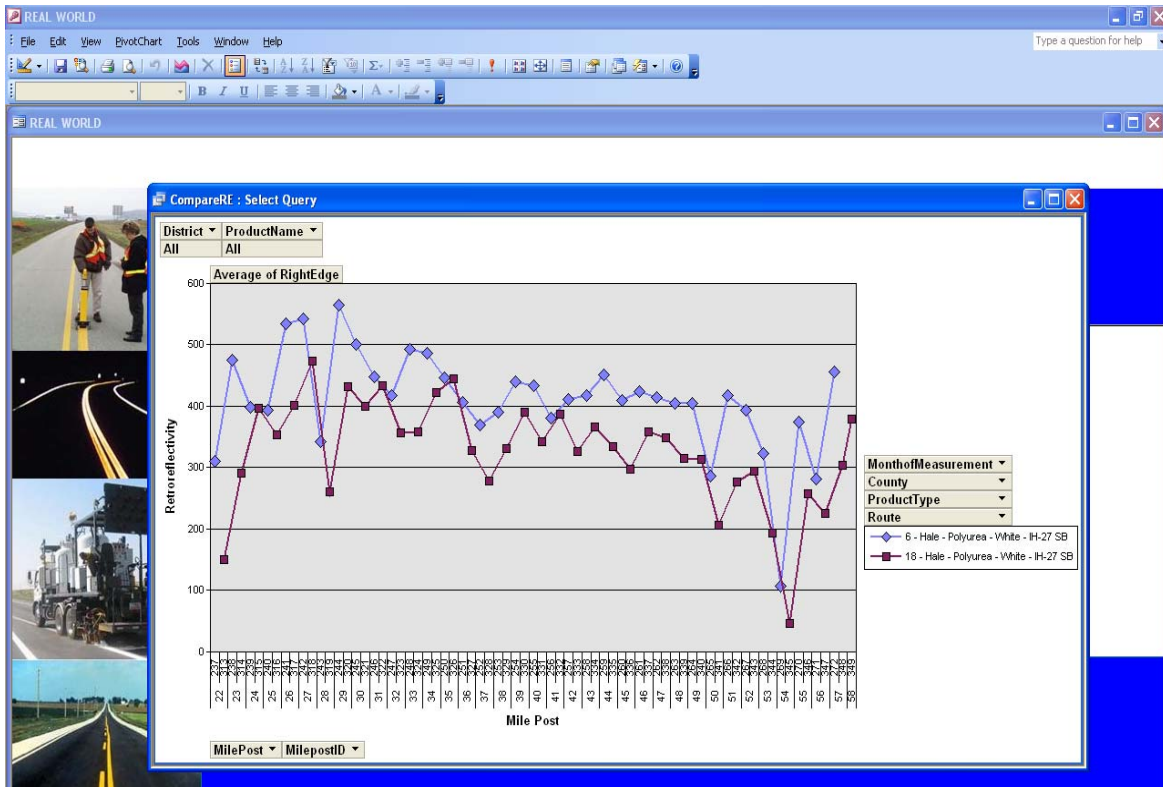 REAL WORLD
File Edit View PivotChart Tools Window Help
Type a question for help
B I U A
REAL WORLD
CompareRE : Select Query
District ProductName
All All
Average of RightEdge
600
500
400
300
200
100
0
Retroreflectivity
MonthofMeasurement
County
ProductType
Route
6 - Hale - Polyurea - White - IH-27 SB
18 - Hale - Polyurea - White - IH-27 SB
22 23 24 25 26 27 28 29 30 31 32 33 34 35 36 37 38 39 40 41 42 43 44 45 46 47 48 49 50 51 52 53 54 55 56 57 58
Mile Post
MilePost MilepostID